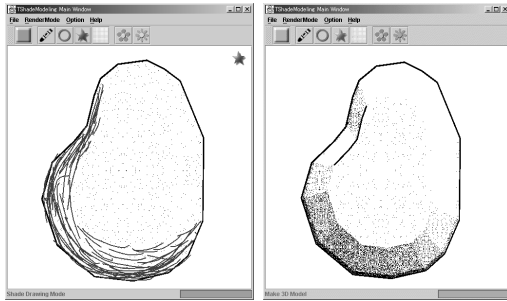 TShadeModeling Main Window
File RenderMode Option Help
Shade Drawing Mode
TShadeModeling Main Window
File RenderMode Option Help
Make 3D Model